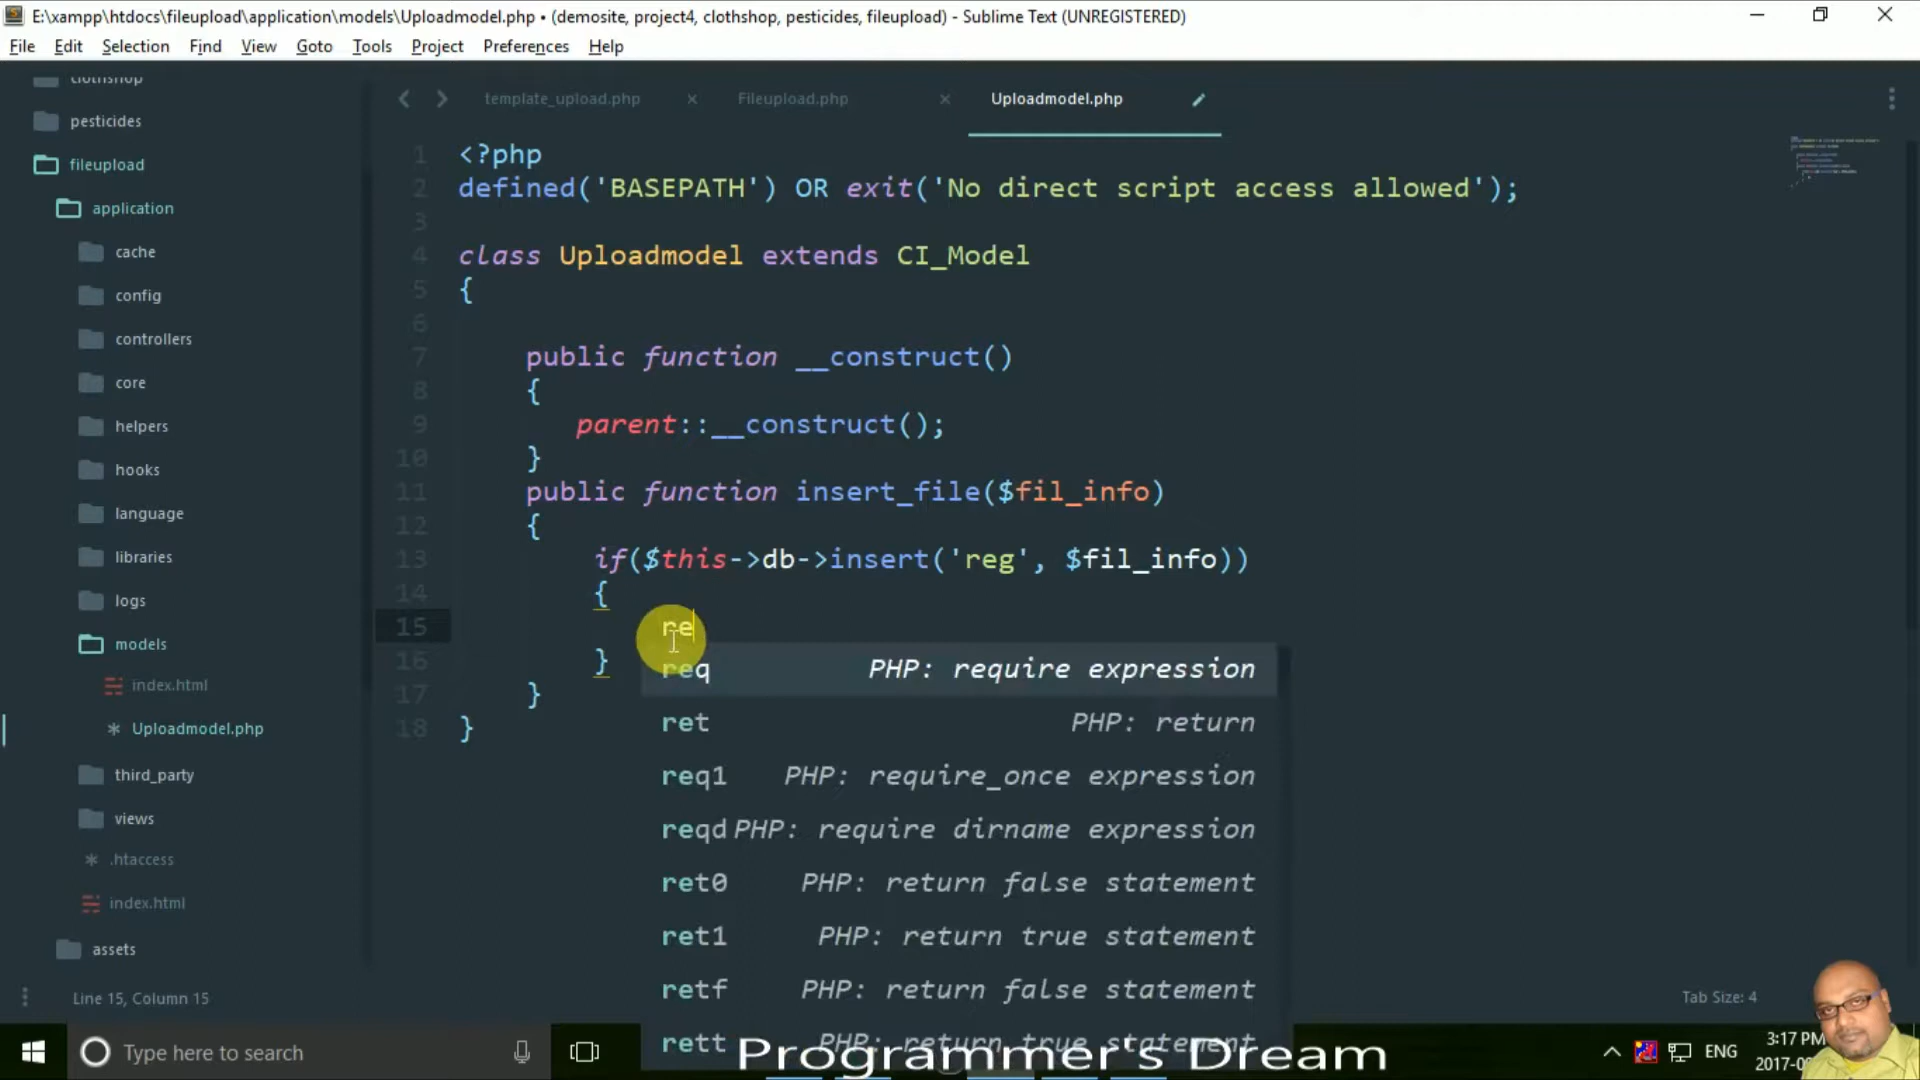 E:\xampp\htdocs\fileupload\application\models\Uploadmodel.php • (demosite, project4, clothshop, pesticides, fileupload) - Sublime Text (UNREGISTERED)
File Edit Selection Find View Goto Tools Project Preferences Help
clothshop
pesticides
fileupload
application
cache
config
controllers
core
helpers
hooks
language
libraries
logs
models
index.html
Uploadmodel.php
third_party
views
.htaccess
index.html
assets
template_upload.php × Fileupload.php × Uploadmodel.php
1 <?php
2 defined('BASEPATH') OR exit('No direct script access allowed');
3
4 class Uploadmodel extends CI_Model
5 {
6
7 public function __construct()
8 {
9 parent::__construct();
10 }
11 public function insert_file($fil_info)
12 {
13 if($this->db->insert('reg', $fil_info))
14 {
15 re
16 }
17 }
18 }
req PHP: require expression
ret PHP: return
req1 PHP: require_once expression
reqd PHP: require dirname expression
ret0 PHP: return false statement
ret1 PHP: return true statement
retf PHP: return false statement
rett PHP: return true statement
Line 15, Column 15
Tab Size: 4
Type here to search
Programmer's Dream
ENG
3:17 PM